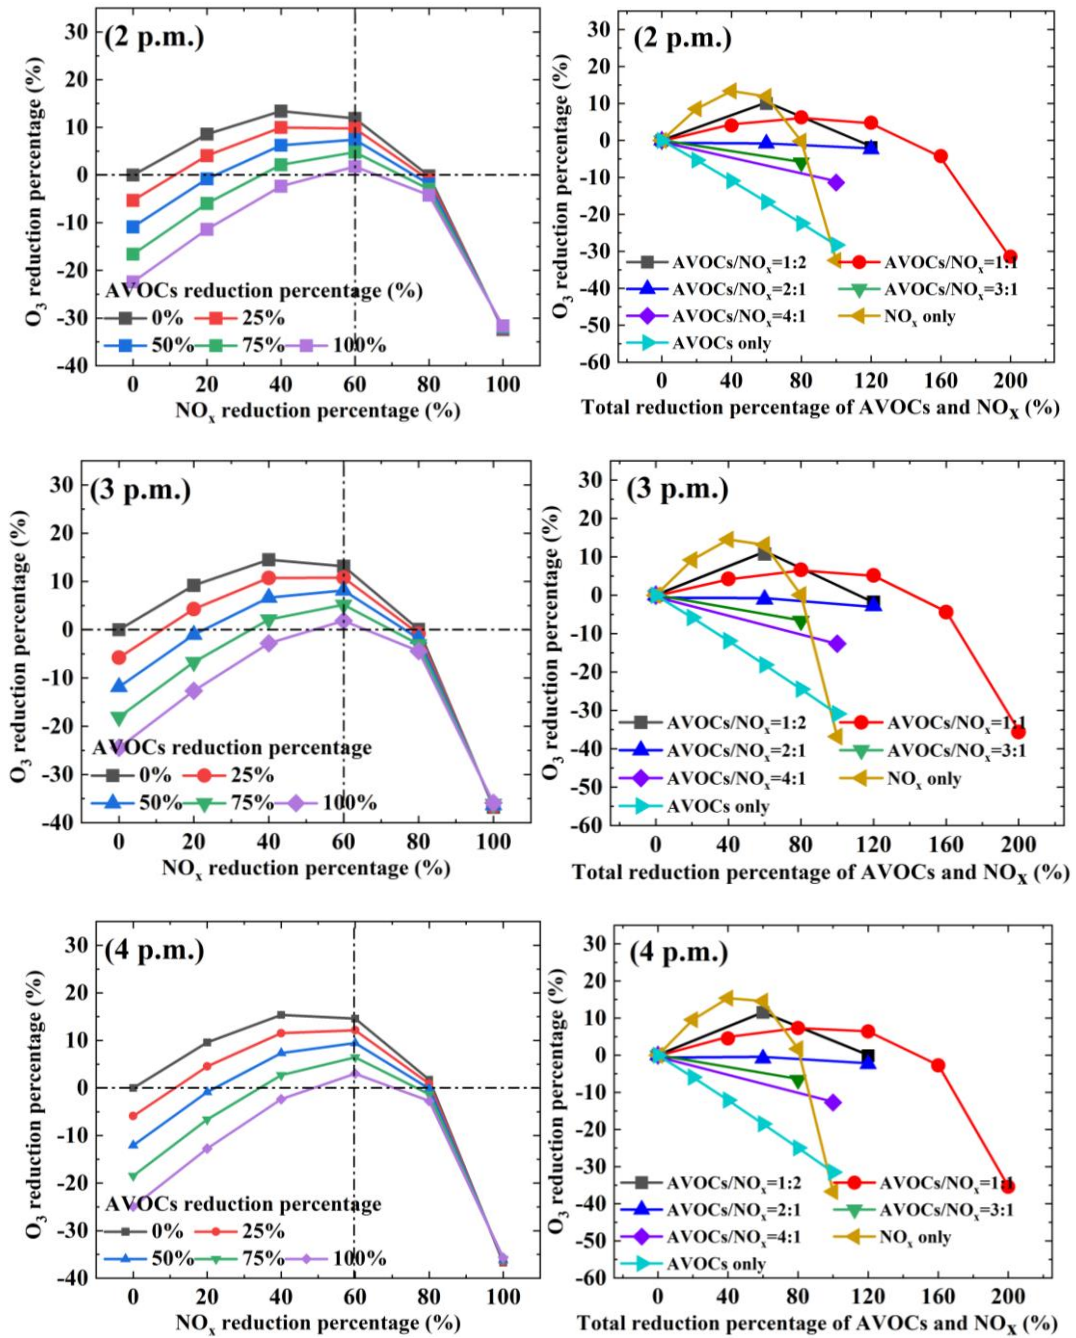 (2 p.m.)
O3 reduction percentage (%)
30
20
10
0
-10
-20
-30
-40
AVOCs reduction percentage (%)
0% 25%
50% 75% 100%
0 20 40 60 80 100
NOx reduction percentage (%)
(2 p.m.)
O3 reduction percentage (%)
30
20
10
0
-10
-20
-30
-40
-50
-60
AVOCs/NOx=1:2 AVOCs/NOx=1:1
AVOCs/NOx=2:1 AVOCs/NOx=3:1
AVOCs/NOx=4:1 NOx only
AVOCs only
0 40 80 120 160 200
Total reduction percentage of AVOCs and NOX (%)
(3 p.m.)
O3 reduction percentage (%)
30
20
10
0
-10
-20
-30
-40
AVOCs reduction percentage
0% 25%
50% 75% 100%
0 20 40 60 80 100
NOx reduction percentage (%)
(3 p.m.)
O3 reduction percentage (%)
30
20
10
0
-10
-20
-30
-40
-50
-60
AVOCs/NOx=1:2 AVOCs/NOx=1:1
AVOCs/NOx=2:1 AVOCs/NOx=3:1
AVOCs/NOx=4:1 NOx only
AVOCs only
0 40 80 120 160 200
Total reduction percentage of AVOCs and NOX (%)
(4 p.m.)
O3 reduction percentage (%)
30
20
10
0
-10
-20
-30
-40
AVOCs reduction percentage
0% 25%
50% 75% 100%
0 20 40 60 80 100
NOx reduction percentage (%)
(4 p.m.)
O3 reduction percentage (%)
30
20
10
0
-10
-20
-30
-40
-50
-60
AVOCs/NOx=1:2 AVOCs/NOx=1:1
AVOCs/NOx=2:1 AVOCs/NOx=3:1
AVOCs/NOx=4:1 NOx only
AVOCs only
0 40 80 120 160 200
Total reduction percentage of AVOCs and NOX (%)